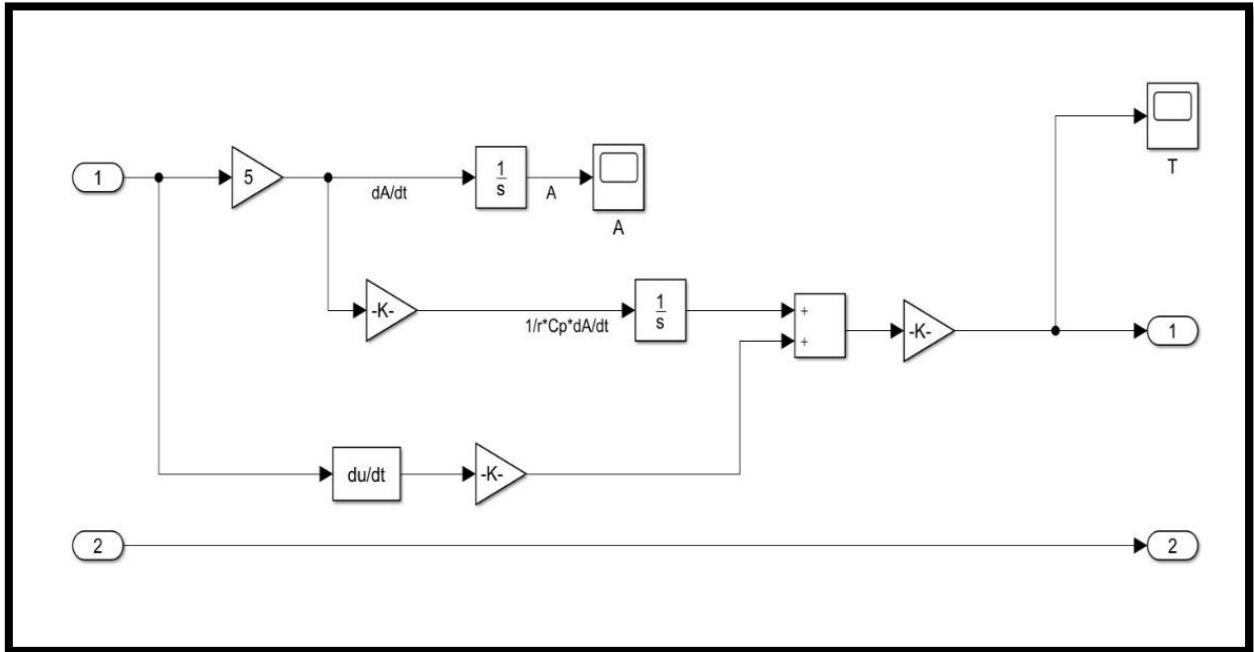 T
1
5
dA/dt
1
s
A
A
-K-
1/r*Cp*dA/dt
1
s
+
+
-K-
1
du/dt
-K-
2
2